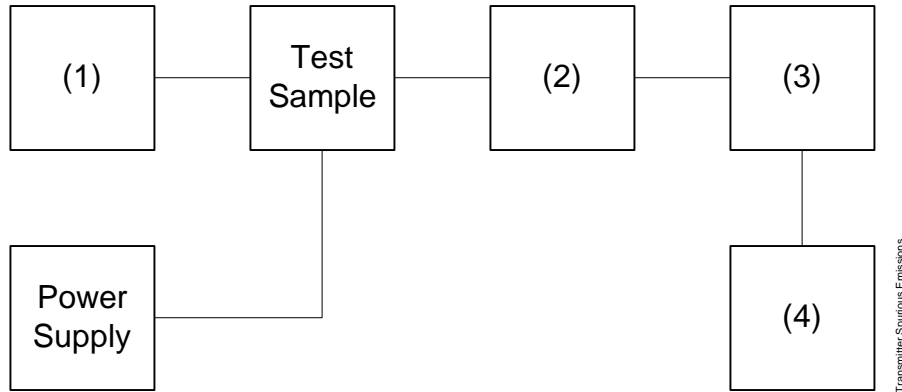 (1)
Test
Sample
(2)
(3)
Power
Supply
(4)
Transmitter Spurious Emissions